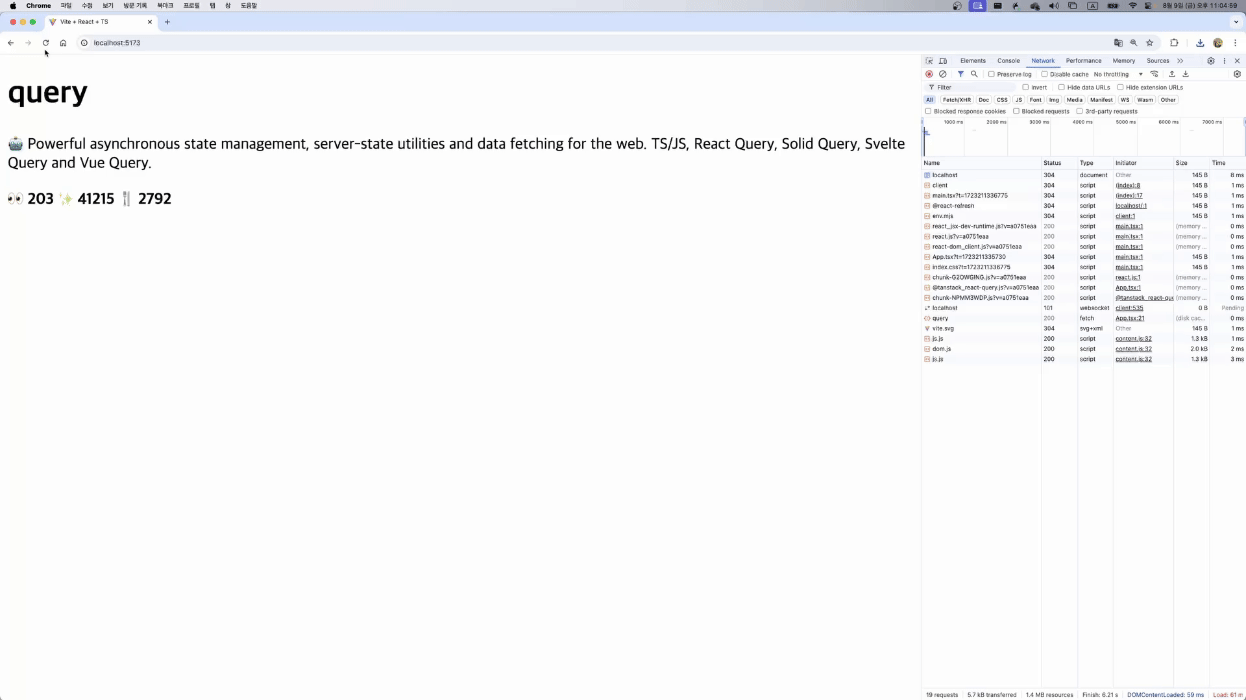 Chrome 파일 수정 보기 방문 기록 북마크 프로필 탭 창 도움말
8월 9일 (금) 오후 11:04:59
Vite + React + TS
localhost:5173
query
Powerful asynchronous state management, server-state utilities and data fetching for the web. TS/JS, React Query, Solid Query, Svelte
Query and Vue Query.
👀 203 ✨ 41215 🍴 2792
Elements Console Network Performance Memory Sources
Preserve log Disable cache No throttling
Filter Invert Hide data URLs Hide extension URLs
All Fetch/XHR Doc CSS JS Font Img Media Manifest WS Wasm Other
Blocked response cookies Blocked requests 3rd-party requests
1000 ms 2000 ms 3000 ms 4000 ms 5000 ms 6000 ms 7000 ms
Name Status Type Initiator Size Time
localhost 304 document Other 145 B 6 ms
client 304 script (index):8 145 B 1 ms
main.tsx?t=1723211336775 304 script (index):17 145 B 1 ms
@react-refresh 304 script localhost/:1 145 B 1 ms
env.mjs 304 script client:1 145 B 1 ms
react_jsx-dev-runtime.js?v=a0751eaa 200 script main.tsx:1 (memory ... 0 ms
react.js?v=a0751eaa 200 script main.tsx:1 (memory ... 0 ms
react-dom_client.js?v=a0751eaa 200 script main.tsx:1 (memory ... 0 ms
App.tsx?t=1723211335730 304 script main.tsx:1 145 B 1 ms
index.css?t=1723211336775 304 script main.tsx:1 145 B 1 ms
chunk-G2OWGING.js?v=a0751eaa 200 script react.js:1 (memory ... 0 ms
@tanstack_react-query.js?v=a0751eaa 200 script App.tsx:1 (memory ... 0 ms
chunk-NPMM3WDP.js?v=a0751eaa 200 script @tanstack_react-que (memory ... 0 ms
localhost 101 websocket client:535 0 B Pending
query 200 fetch App.tsx:21 (disk cac... 0 ms
vite.svg 304 svg+xml Other 145 B 1 ms
js.js 200 script content.js:32 1.3 kB 1 ms
dom.js 200 script content.js:32 2.0 kB 2 ms
js.js 200 script content.js:32 1.3 kB 3 ms
19 requests 5.7 kB transferred 1.4 MB resources Finish: 6.21 s DOMContentLoaded: 59 ms Load: 61 m